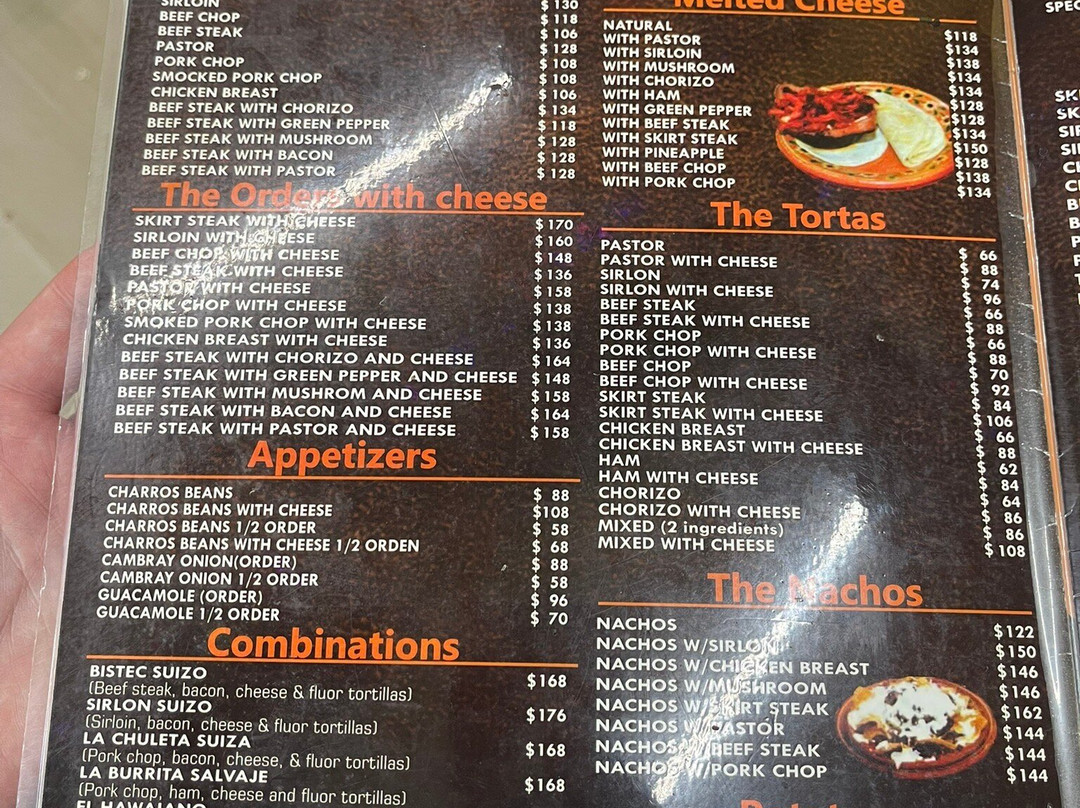 SIRLOIN $130
BEEF CHOP $118
BEEF STEAK $106
PASTOR $128
PORK CHOP $108
SMOCKED PORK CHOP $108
CHICKEN BREAST $106
BEEF STEAK WITH CHORIZO $134
BEEF STEAK WITH GREEN PEPPER $118
BEEF STEAK WITH MUSHROOM $128
BEEF STEAK WITH BACON $128
BEEF STEAK WITH PASTOR $128
The Orders with cheese
SKIRT STEAK WITH CHEESE $170
SIRLOIN WITH CHEESE $160
BEEF CHOP WITH CHEESE $148
BEEF STEAK WITH CHEESE $136
PASTOR WITH CHEESE $158
PORK CHOP WITH CHEESE $138
SMOKED PORK CHOP WITH CHEESE $138
CHICKEN BREAST WITH CHEESE $136
BEEF STEAK WITH CHORIZO AND CHEESE $164
BEEF STEAK WITH GREEN PEPPER AND CHEESE $148
BEEF STEAK WITH MUSHROM AND CHEESE $158
BEEF STEAK WITH BACON AND CHEESE $164
BEEF STEAK WITH PASTOR AND CHEESE $158
Appetizers
CHARROS BEANS $ 88
CHARROS BEANS WITH CHEESE $108
CHARROS BEANS 1/2 ORDER $ 58
CHARROS BEANS WITH CHEESE 1/2 ORDEN $ 68
CAMBRAY ONION(ORDER) $ 88
CAMBRAY ONION 1/2 ORDER $ 58
GUACAMOLE (ORDER) $ 96
GUACAMOLE 1/2 ORDER $ 70
Combinations
BISTEC SUIZO $168
(Beef steak, bacon, cheese & fluor tortillas)
SIRLON SUIZO $176
(Sirloin, bacon, cheese & fluor tortillas)
LA CHULETA SUIZA $168
(Pork chop, bacon, cheese, & fluor tortillas)
LA BURRITA SALVAJE $168
(Pork chop, ham, cheese and fluor tortillas)
EL HAWAIANO
Melted Cheese
NATURAL $118
WITH PASTOR $134
WITH SIRLOIN $138
WITH MUSHROOM $134
WITH CHORIZO $134
WITH HAM $128
WITH GREEN PEPPER $128
WITH BEEF STEAK $134
WITH SKIRT STEAK $150
WITH PINEAPPLE $128
WITH BEEF CHOP $138
WITH PORK CHOP $134
The Tortas
PASTOR $ 66
PASTOR WITH CHEESE $ 88
SIRLON $ 74
SIRLON WITH CHEESE $ 96
BEEF STEAK $ 66
BEEF STEAK WITH CHEESE $ 88
PORK CHOP $ 66
PORK CHOP WITH CHEESE $ 88
BEEF CHOP $ 70
BEEF CHOP WITH CHEESE $ 92
SKIRT STEAK $ 84
SKIRT STEAK WITH CHEESE $106
CHICKEN BREAST $ 66
CHICKEN BREAST WITH CHEESE $ 88
HAM $ 62
HAM WITH CHEESE $ 84
CHORIZO $ 64
CHORIZO WITH CHEESE $ 86
MIXED (2 ingredients) $ 86
MIXED WITH CHEESE $108
The Nachos
NACHOS $122
NACHOS W/SIRLON $150
NACHOS W/CHICKEN BREAST $146
NACHOS W/MUSHROOM $146
NACHOS W/SKIRT STEAK $162
NACHOS W/PASTOR $144
NACHOS W/BEEF STEAK $144
NACHOS W/PORK CHOP $144